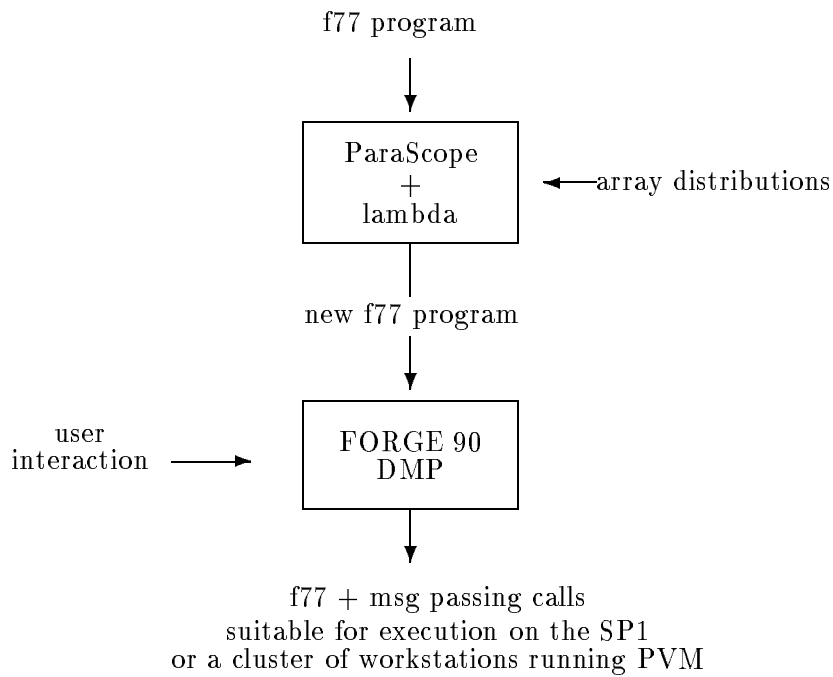 f77 program
ParaScope
+
lambda
array distributions
new f77 program
user
interaction
FORGE 90
DMP
f77 + msg passing calls
suitable for execution on the SP1
or a cluster of workstations running PVM